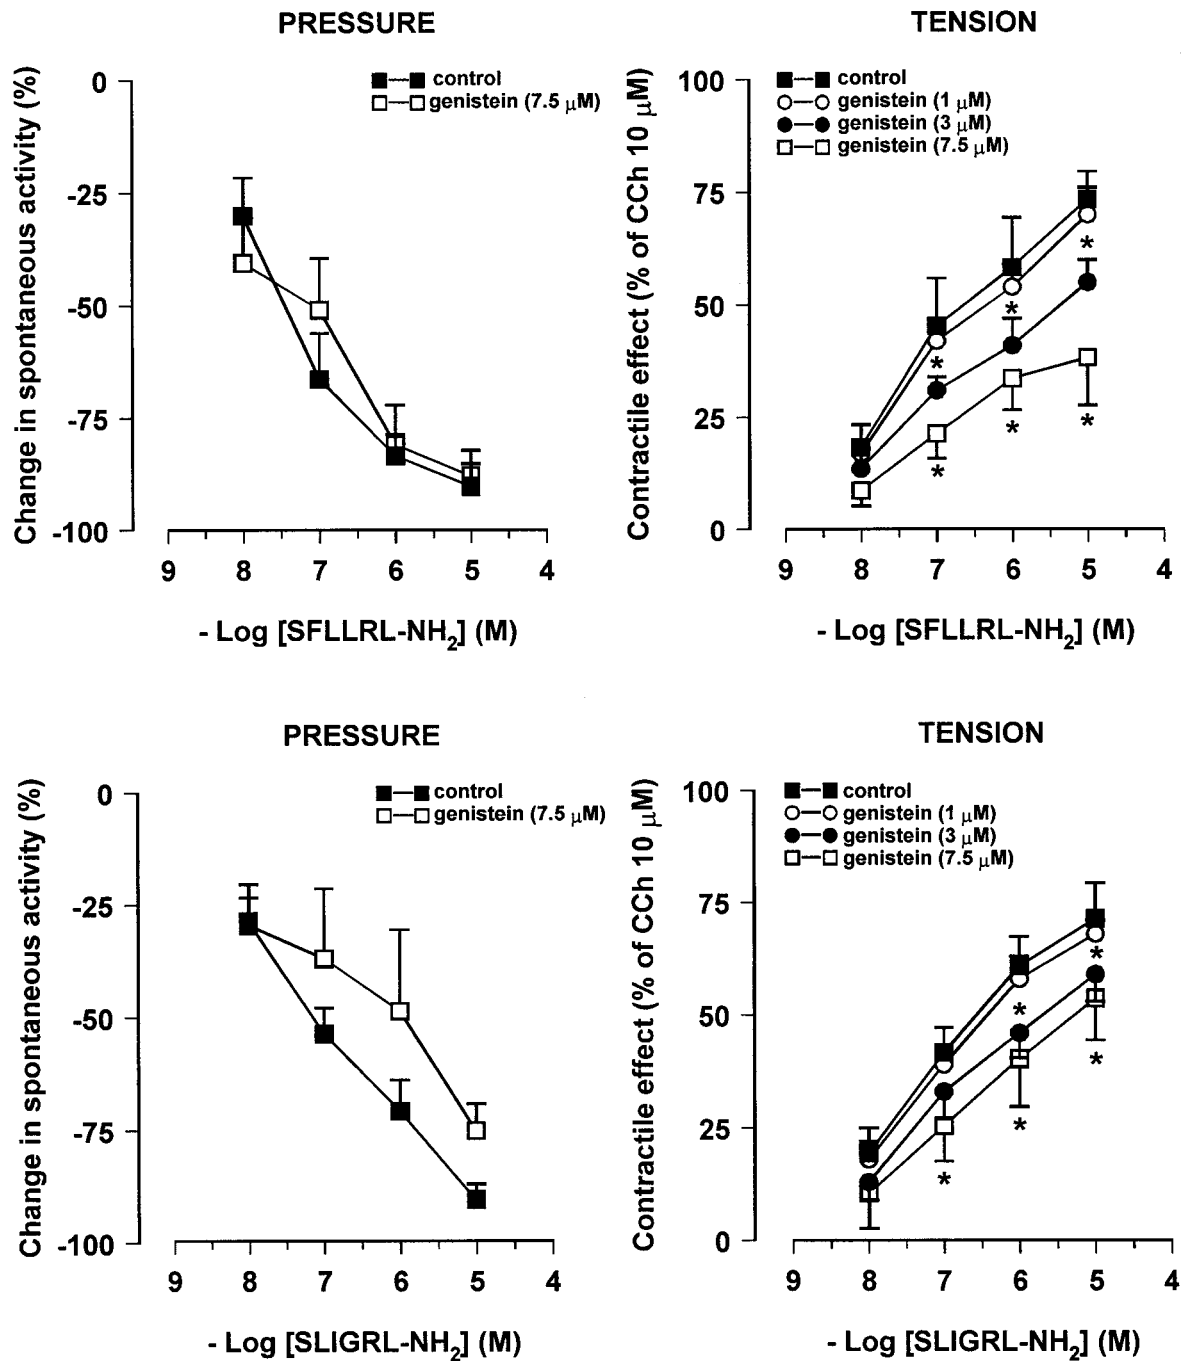 PRESSURE
Change in spontaneous activity (%)
0
-25
-50
-75
-100
control
genistein (7.5 μM)
9 8 7 6 5 4
- Log [SFLLRL-NH2] (M)
TENSION
Contractile effect (% of CCh 10 μM)
100
75
50
25
0
control
genistein (1 μM)
genistein (3 μM)
genistein (7.5 μM)
* * *
* * *
9 8 7 6 5 4
- Log [SFLLRL-NH2] (M)
PRESSURE
Change in spontaneous activity (%)
0
-25
-50
-75
-100
control
genistein (7.5 μM)
9 8 7 6 5 4
- Log [SLIGRL-NH2] (M)
TENSION
Contractile effect (% of CCh 10 μM)
100
75
50
25
0
control
genistein (1 μM)
genistein (3 μM)
genistein (7.5 μM)
* *
* * *
9 8 7 6 5 4
- Log [SLIGRL-NH2] (M)